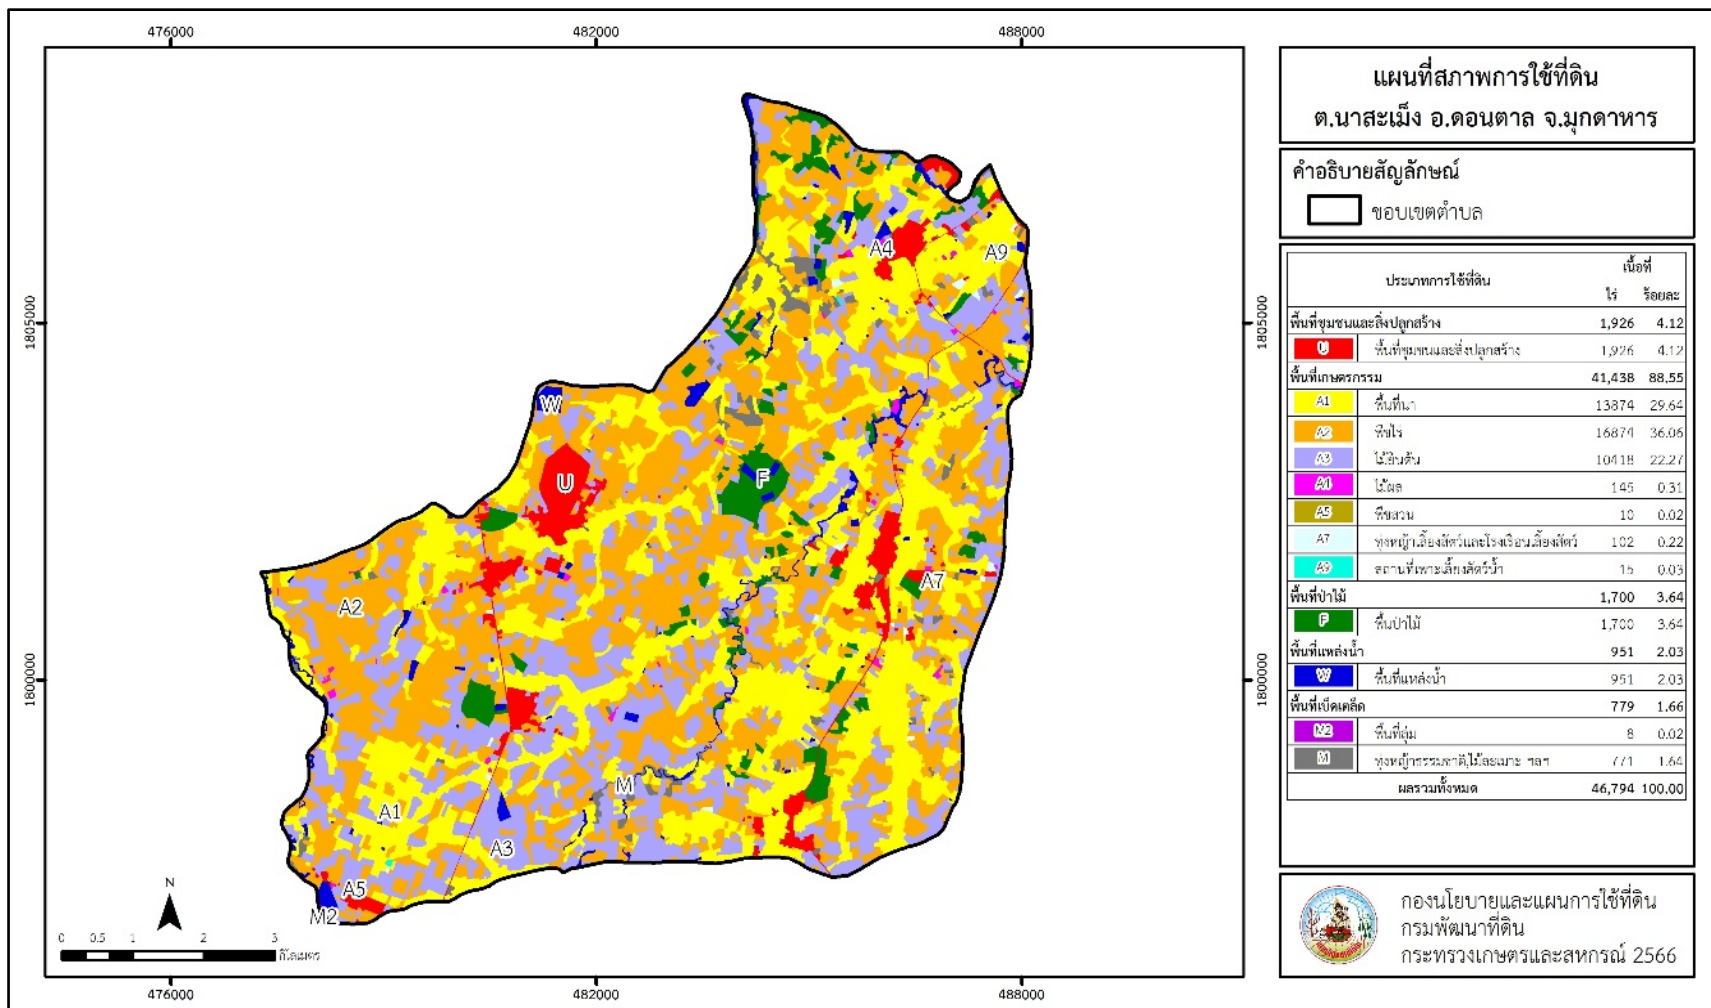 476000
482000
488000
1805000
1805000
1800000
1800000
A4
A9
W
U
F
A7
A2
M
A1
A3
A5
M2
N
0 0.5 1 2 3
กิโลเมตร
476000
482000
488000
แผนที่สภาพการใช้ที่ดิน
ต.นาสะเม็ง อ.ดอนตาล จ.มุกดาหาร
คำอธิบายสัญลักษณ์
ขอบเขตตำบล
ประเภทการใช้ที่ดิน เนื้อที่
ไร่ ร้อยละ
พื้นที่ชุมชนและสิ่งปลูกสร้าง 1,926 4.12
U พื้นที่ชุมชนและสิ่งปลูกสร้าง 1,926 4.12
พื้นที่เกษตรกรรม 41,438 88.55
A1 พื้นที่นา 13874 29.64
A2 พืชไร่ 16874 36.06
A3 ไม้ยืนต้น 10418 22.27
A4 ไม้ผล 145 0.31
A5 พืชสวน 10 0.02
A7 ทุ่งหญ้าเลี้ยงสัตว์และโรงเรือนเลี้ยงสัตว์ 102 0.22
A9 สถานที่เพาะเลี้ยงสัตว์น้ำ 15 0.03
พื้นที่ป่าไม้ 1,700 3.64
F พื้นป่าไม้ 1,700 3.64
พื้นที่แหล่งน้ำ 951 2.03
W พื้นที่แหล่งน้ำ 951 2.03
พื้นที่เบ็ดเตล็ด 779 1.66
M2 พื้นที่ลุ่ม 8 0.02
M ทุ่งหญ้าธรรมชาติ,ไม้ละเมาะ ฯลฯ 771 1.64
ผลรวมทั้งหมด 46,794 100.00
กองนโยบายและแผนการใช้ที่ดิน
กรมพัฒนาที่ดิน
กระทรวงเกษตรและสหกรณ์ 2566